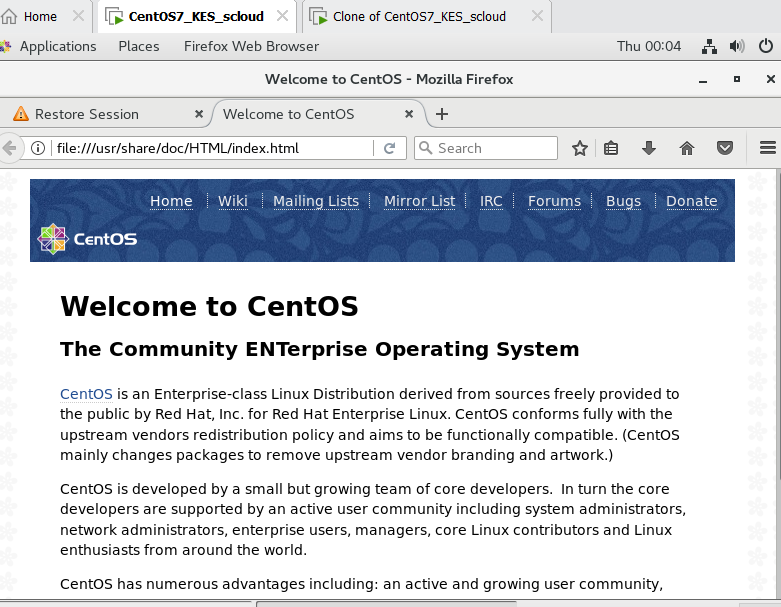 Home CentOS7_KES_scloud Clone of CentOS7_KES_scloud
Applications Places Firefox Web Browser Thu 00:04
Welcome to CentOS - Mozilla Firefox
Restore Session Welcome to CentOS
file:///usr/share/doc/HTML/index.html Search
Home Wiki Mailing Lists Mirror List IRC Forums Bugs Donate
CentOS
Welcome to CentOS
The Community ENTerprise Operating System
CentOS is an Enterprise-class Linux Distribution derived from sources freely provided to
the public by Red Hat, Inc. for Red Hat Enterprise Linux. CentOS conforms fully with the
upstream vendors redistribution policy and aims to be functionally compatible. (CentOS
mainly changes packages to remove upstream vendor branding and artwork.)
CentOS is developed by a small but growing team of core developers. In turn the core
developers are supported by an active user community including system administrators,
network administrators, enterprise users, managers, core Linux contributors and Linux
enthusiasts from around the world.
CentOS has numerous advantages including: an active and growing user community,